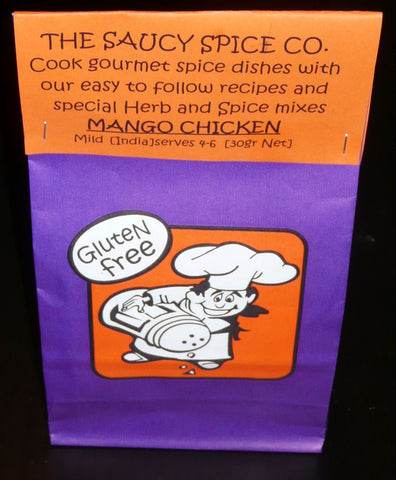 THE SAUCY SPICE CO.
Cook gourmet spice dishes with
our easy to follow recipes and
special Herb and Spice mixes
MANGO CHICKEN
Mild [India]serves 4-6 [30gr Net]
GluteN
free